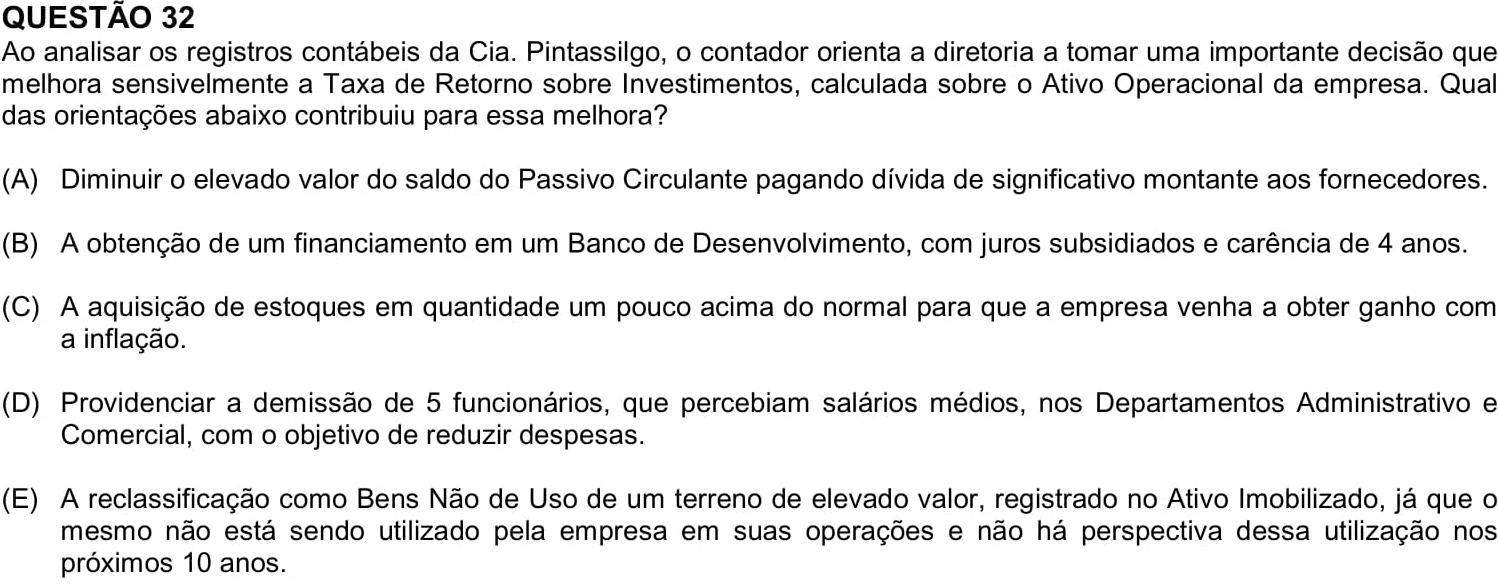 QUESTÃO 32
Ao analisar os registros contábeis da Cia. Pintassilgo, o contador orienta a diretoria a tomar uma importante decisão que
melhora sensivelmente a Taxa de Retorno sobre Investimentos, calculada sobre o Ativo Operacional da empresa. Qual
das orientações abaixo contribuiu para essa melhora?
(A) Diminuir o elevado valor do saldo do Passivo Circulante pagando dívida de significativo montante aos fornecedores.
(B) A obtenção de um financiamento em um Banco de Desenvolvimento, com juros subsidiados e carência de 4 anos.
(C) A aquisição de estoques em quantidade um pouco acima do normal para que a empresa venha a obter ganho com
a inflação.
(D) Providenciar a demissão de 5 funcionários, que percebiam salários médios, nos Departamentos Administrativo e
Comercial, com o objetivo de reduzir despesas.
(E) A reclassificação como Bens Não de Uso de um terreno de elevado valor, registrado no Ativo Imobilizado, já que o
mesmo não está sendo utilizado pela empresa em suas operações e não há perspectiva dessa utilização nos
próximos 10 anos.